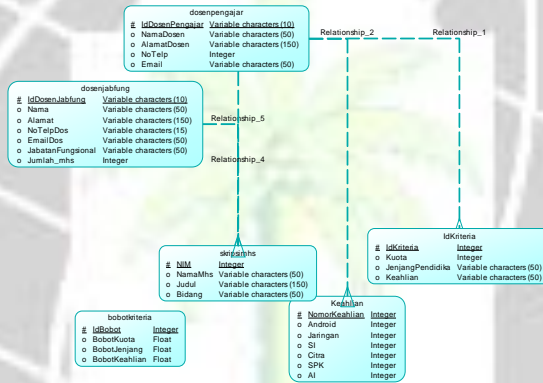 dosenpengajar
# IdDosenPengajar Variable characters (10)
o NamaDosen Variable characters (50)
o AlamatDosen Variable characters (150)
o NoTelp Integer
o Email Variable characters (50)
Relationship_2
Relationship_1
dosenjabfung
# IdDosenJabfung Variable characters (10)
o Nama Variable characters (50)
o Alamat Variable characters (150)
o NoTelpDos Variable characters (15)
o EmailDos Variable characters (50)
o JabatanFungsional Variable characters (50)
o Jumlah_mhs Integer
Relationship_5
Relationship_4
skripsimhs
# NIM Integer
o NamaMhs Variable characters (50)
o Judul Variable characters (150)
o Bidang Variable characters (50)
IdKriteria
# IdKriteria Integer
o Kuota Integer
o JenjangPendidika Variable characters (50)
o Keahlian Variable characters (50)
Keahlian
# NomorKeahlian Integer
o Android Integer
o Jaringan Integer
o SI Integer
o Citra Integer
o SPK Integer
o AI Integer
bobotkriteria
# IdBobot Integer
o BobotKuota Float
o BobotJenjang Float
o BobotKeahlian Float